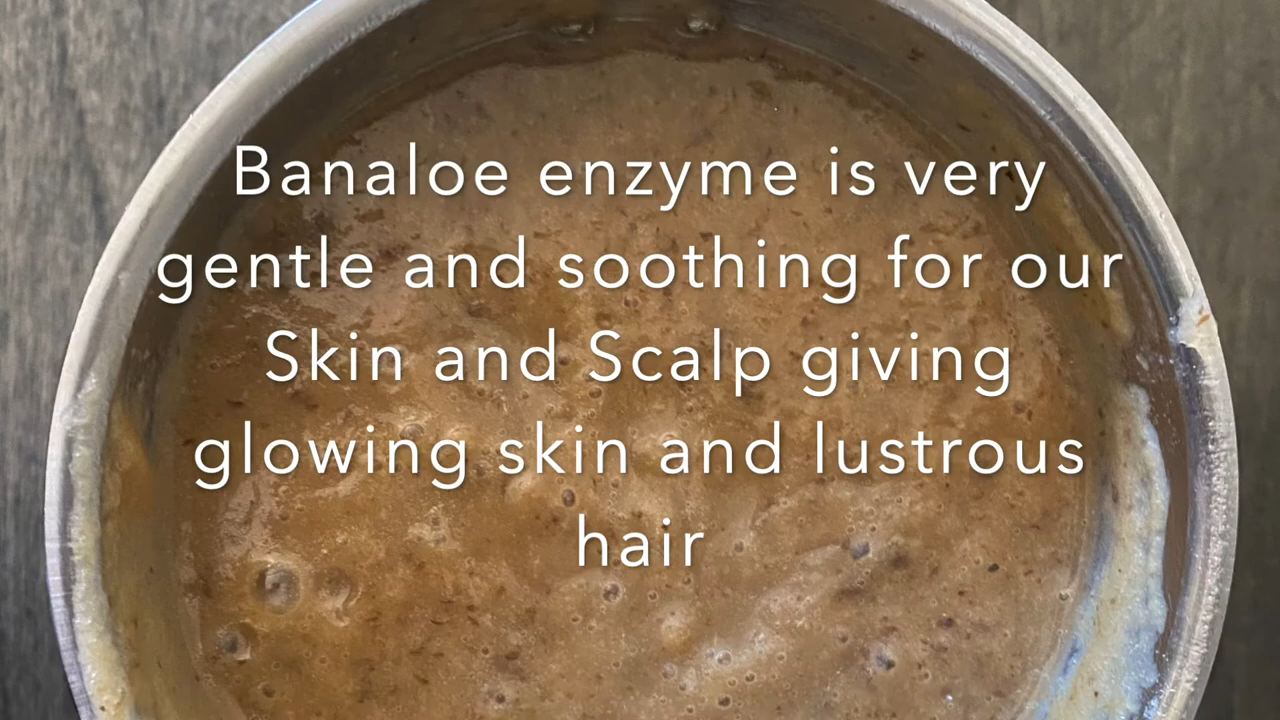 Banaloe enzyme is very
gentle and soothing for our
Skin and Scalp giving
glowing skin and lustrous
hair